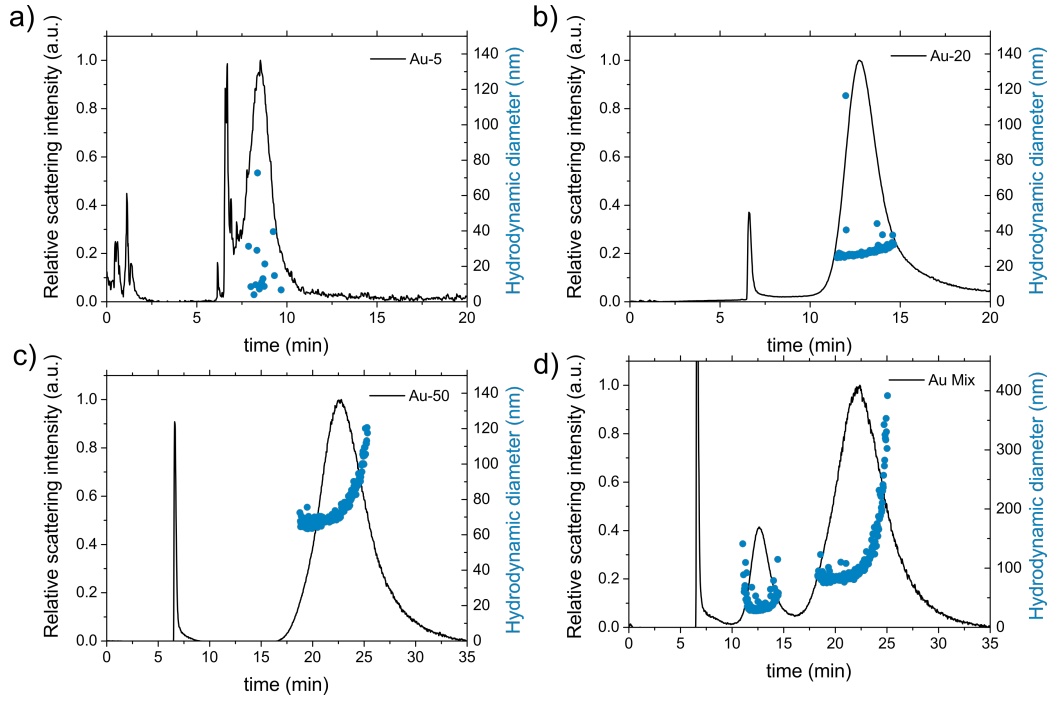 a)
Relative scattering intensity (a.u.)
1.0
0.8
0.6
0.4
0.2
0.0
Au-5
140
120
100
80
60
40
20
0
Hydrodynamic diameter (nm)
0 5 10 15 20
time (min)
b)
Relative scattering intensity (a.u.)
1.0
0.8
0.6
0.4
0.2
0.0
Au-20
140
120
100
80
60
40
20
0
Hydrodynamic diameter (nm)
0 5 10 15 20
time (min)
c)
Relative scattering intensity (a.u.)
1.0
0.8
0.6
0.4
0.2
0.0
Au-50
140
120
100
80
60
40
20
0
Hydrodynamic diameter (nm)
0 5 10 15 20 25 30 35
time (min)
d)
Relative scattering intensity (a.u.)
1.0
0.8
0.6
0.4
0.2
0.0
Au Mix
400
300
200
100
0
Hydrodynamic diameter (nm)
0 5 10 15 20 25 30 35
time (min)